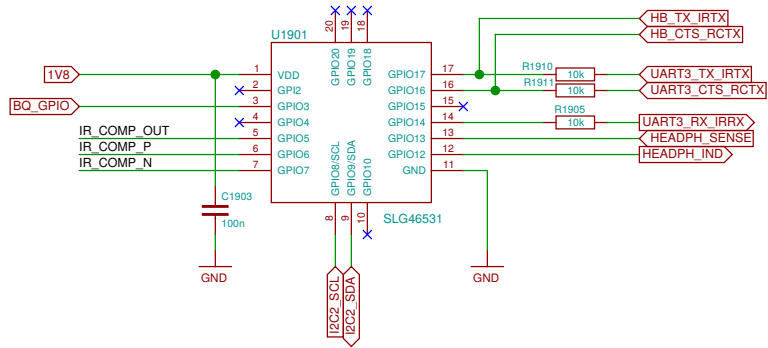 U1901
20
19
18
GPIO20
GPIO19
GPIO18
HB_TX_IRTX
HB_CTS_RCTX
1V8
1
VDD
GPIO17
17
R1910
10k
UART3_TX_IRTX
2
GPI2
GPIO16
16
R1911
10k
UART3_CTS_RCTX
BQ_GPIO
3
GPIO3
GPIO15
15
4
GPIO4
GPIO14
14
R1905
10k
UART3_RX_IRRX
IR_COMP_OUT
5
GPIO5
GPIO13
13
HEADPH_SENSE
IR_COMP_P
6
GPIO6
GPIO12
12
HEADPH_IND
IR_COMP_N
7
GPIO7
GND
11
GPIO8/SCL
GPIO9/SDA
GPIO10
C1903
100n
8
9
10
SLG46531
GND
GND
I2C2_SCL
I2C2_SDA